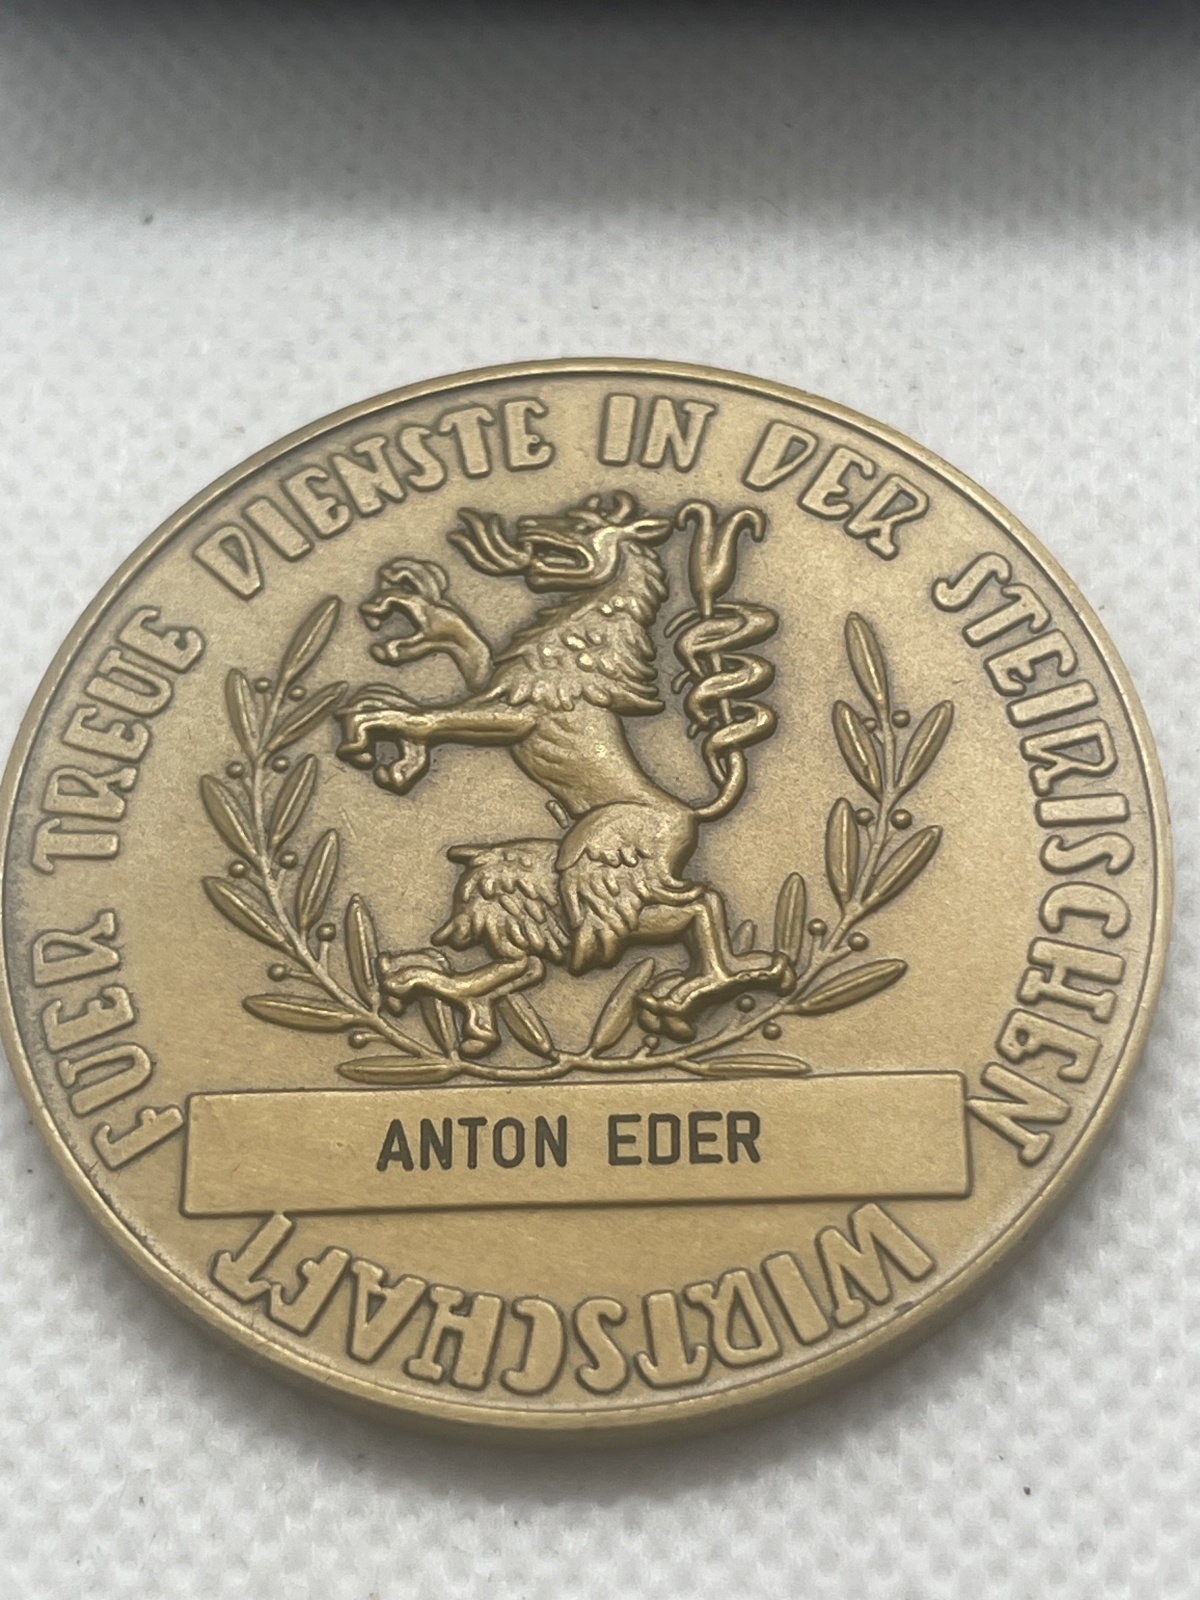 FUER TREUE DIENSTE IN DER STEIRISCHEN WIRTSCHAFT
ANTON EDER